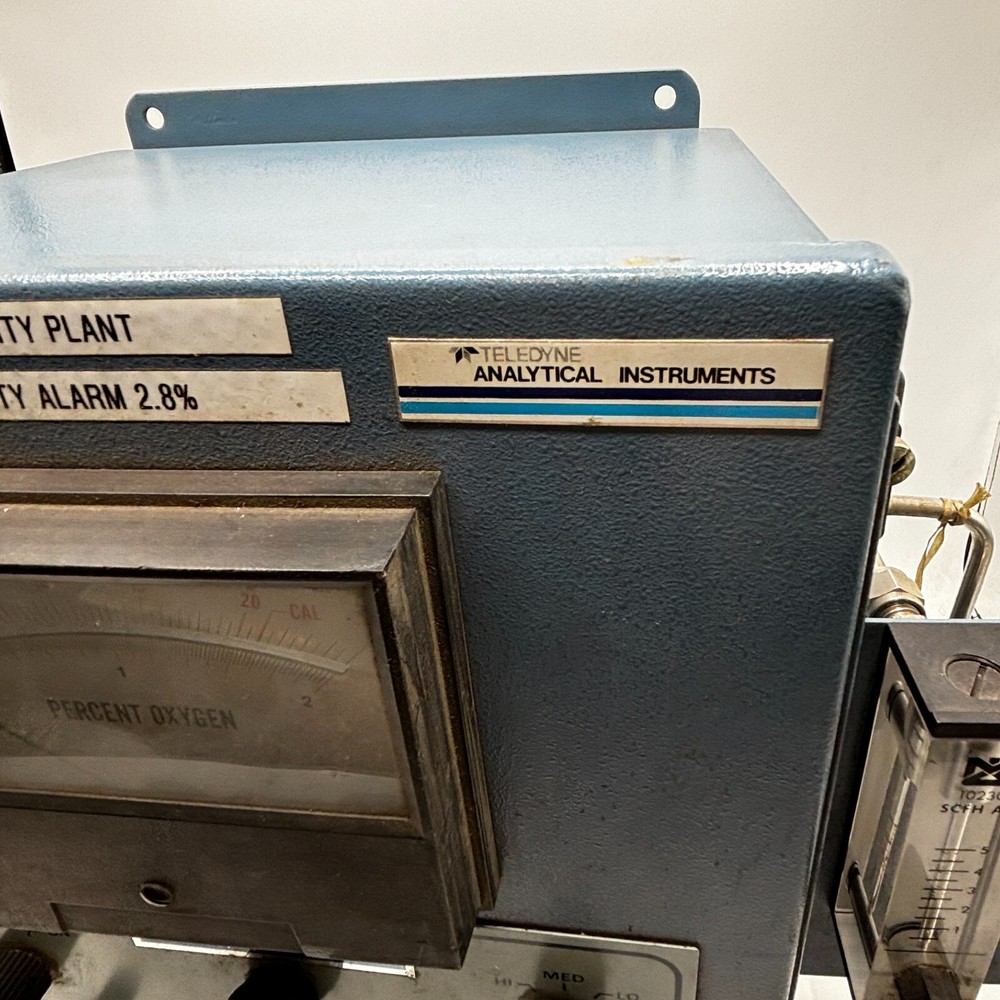 TY PLANT
TY ALARM 2.8%
TELEDYNE
ANALYTICAL INSTRUMENTS
20 CAL
1
2
PERCENT OXYGEN
HI MED LO
1023
SCFH A
5
4
3
2
1